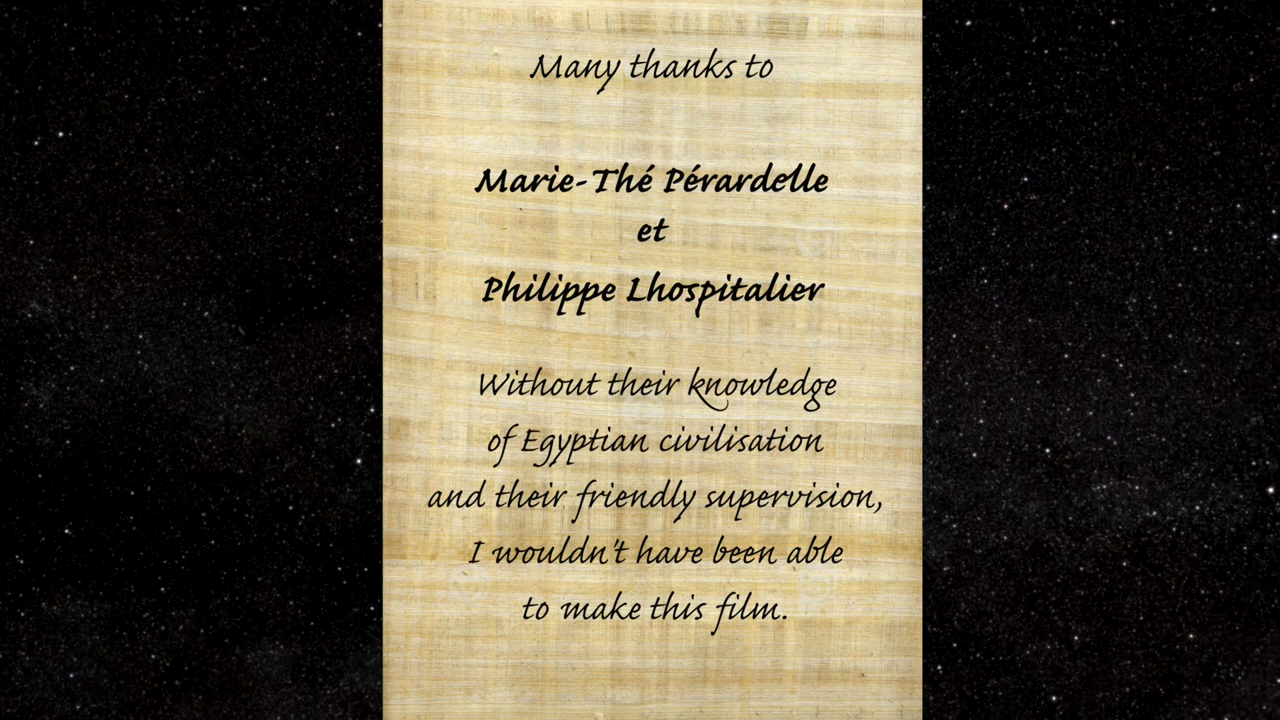 Many thanks to
Marie-Thé Pérardelle
et
Philippe Lhospitalier
Without their knowledge
of Egyptian civilisation
and their friendly supervision,
I wouldn't have been able
to make this film.